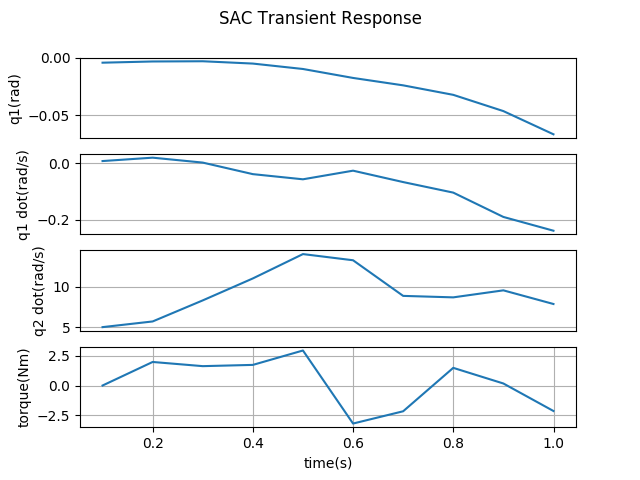 SAC Transient Response
0.00
−0.05
q1(rad)
0.0
−0.2
q1 dot(rad/s)
10
5
q2 dot(rad/s)
2.5
0.0
−2.5
torque(Nm)
0.2 0.4 0.6 0.8 1.0
time(s)